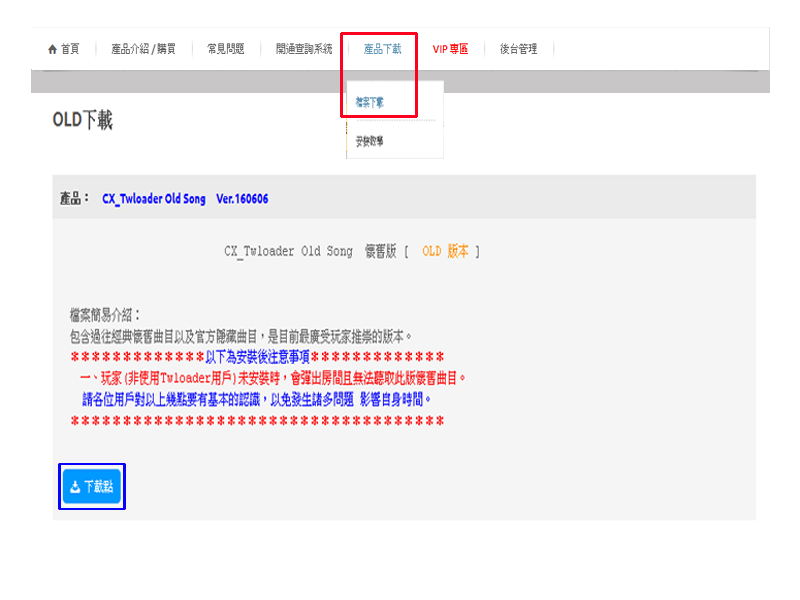 首頁 產品介紹 / 購買 常見問題 開通查詢系統 產品下載 VIP 專區 後台管理
檔案下載
安裝教學
OLD下載
產品： CX_Twloader Old Song Ver.160606
CX_Twloader Old Song 懷舊版 [ OLD 版本 ]
檔案簡易介紹：
包含過往經典懷舊曲目以及官方隱藏曲目，是目前最廣受玩家推崇的版本。
＊＊＊＊＊＊＊＊＊＊＊＊＊以下為安裝後注意事項＊＊＊＊＊＊＊＊＊＊＊＊＊
一、玩家(非使用Twloader用戶)未安裝時，會彈出房間且無法聽取此版懷舊曲目。
請各位用戶對以上幾點要有基本的認識，以免發生諸多問題 影響自身時間。
＊＊＊＊＊＊＊＊＊＊＊＊＊＊＊＊＊＊＊＊＊＊＊＊＊＊＊＊＊＊＊＊＊＊＊＊
下載點